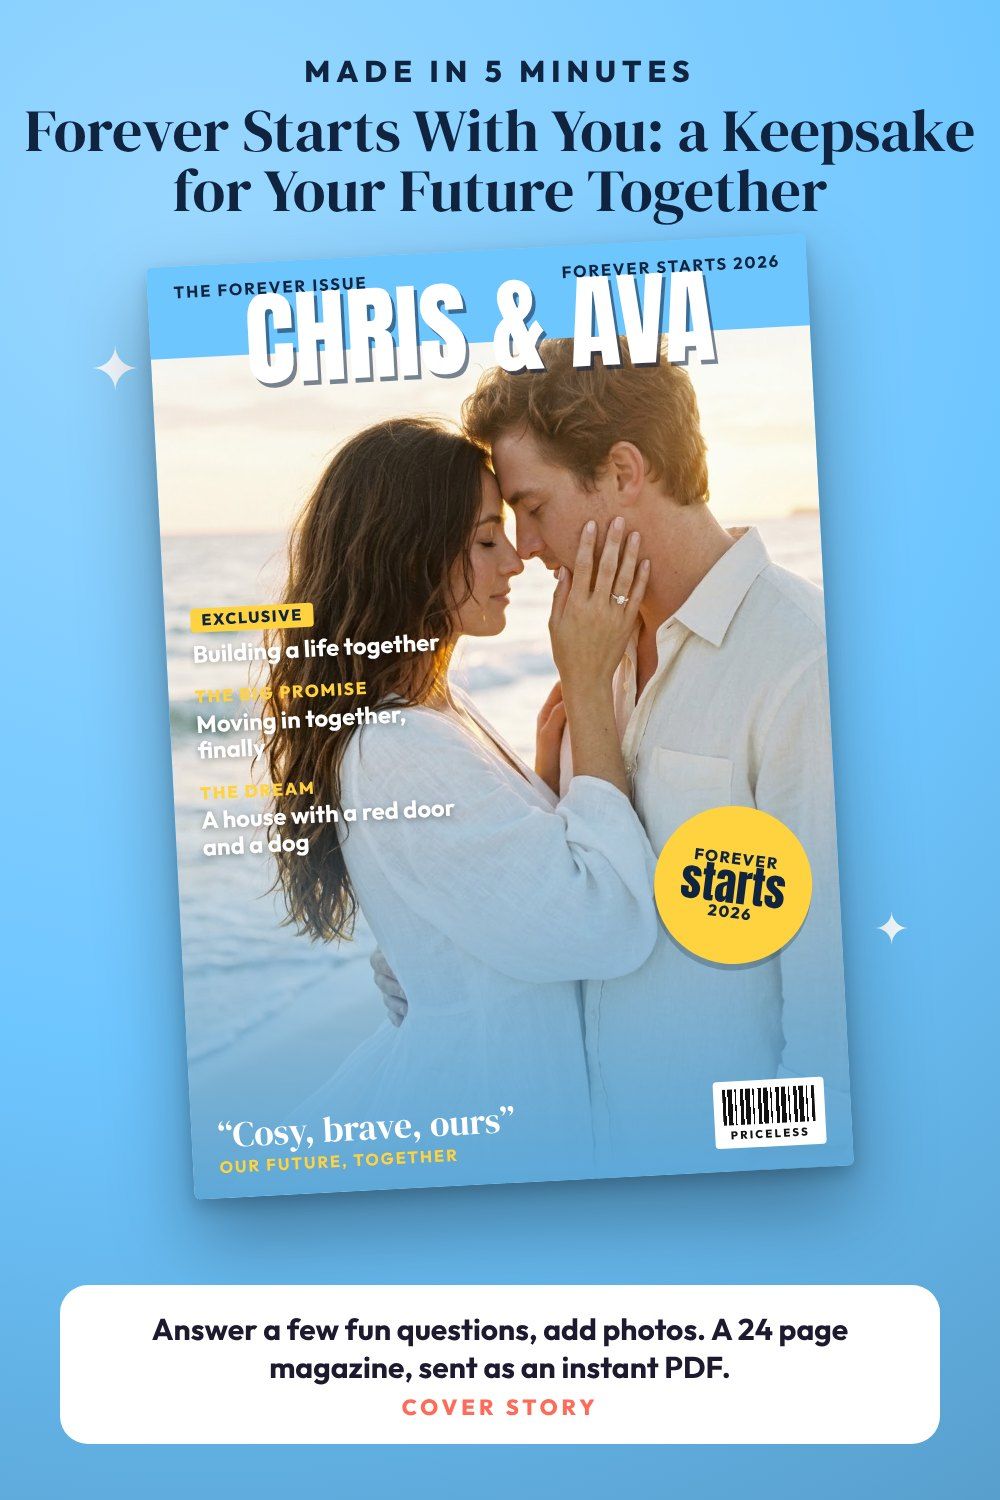 MADE IN 5 MINUTES
Forever Starts With You: a Keepsake
for Your Future Together
THE FOREVER ISSUE
FOREVER STARTS 2026
CHRIS & AVA
EXCLUSIVE
Building a life together
THE BIG PROMISE
Moving in together,
finally
THE DREAM
A house with a red door
and a dog
FOREVER
starts
2026
“Cosy, brave, ours”
OUR FUTURE, TOGETHER
PRICELESS
Answer a few fun questions, add photos. A 24 page
magazine, sent as an instant PDF.
COVER STORY